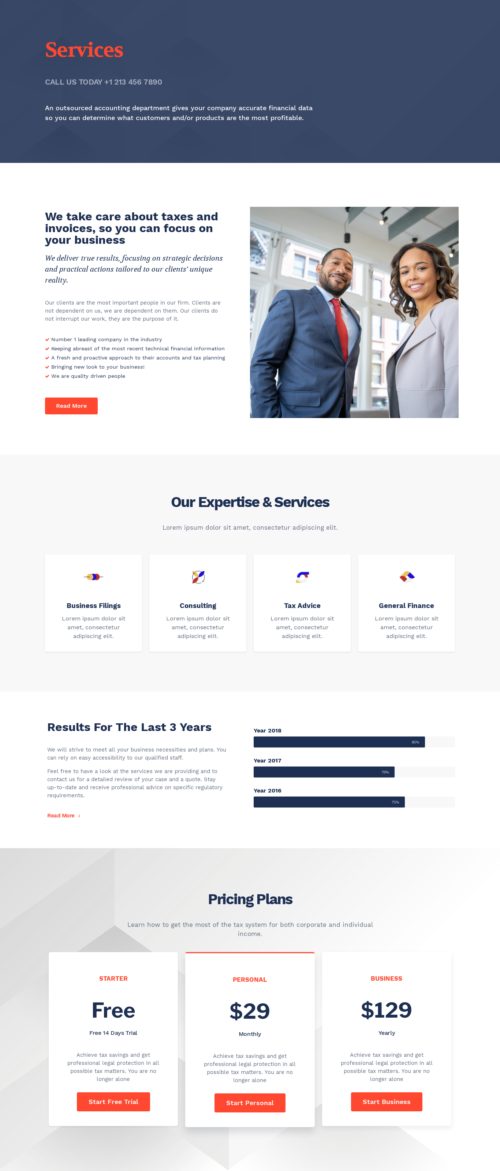 Services
CALL US TODAY +1 213 456 7890
An outsourced accounting department gives your company accurate financial data
so you can determine what customers and/or products are the most profitable.
We take care about taxes and
invoices, so you can focus on
your business
We deliver true results, focusing on strategic decisions
and practical actions tailored to our clients' unique
reality.
Our clients are the most important people in our firm. Clients are
not dependent on us, we are dependent on them. Our clients do
not interrupt our work, they are the purpose of it.
Number 1 leading company in the industry
Keeping abreast of the most recent technical financial information
A fresh and proactive approach to their accounts and tax planning
Bringing new look to your business!
We are quality driven people
Read More
Our Expertise & Services
Lorem ipsum dolor sit amet, consectetur adipiscing elit.
Business Filings
Lorem ipsum dolor sit
amet, consectetur
adipiscing elit.
Consulting
Lorem ipsum dolor sit
amet, consectetur
adipiscing elit.
Tax Advice
Lorem ipsum dolor sit
amet, consectetur
adipiscing elit.
General Finance
Lorem ipsum dolor sit
amet, consectetur
adipiscing elit.
Results For The Last 3 Years
We will strive to meet all your business necessities and plans. You
can rely on easy accessibility to our qualified staff.
Feel free to have a look at the services we are providing and to
contact us for a detailed review of your case and a quote. Stay
up-to-date and receive professional advice on specific regulatory
requirements.
Read More ›
Year 2018
Year 2017
Year 2016
75%
Pricing Plans
Learn how to get the most of the tax system for both corporate and individual
income.
STARTER
Free
Free 14 Days Trial
Achieve tax savings and get
professional legal protection in all
possible tax matters. You are no
longer alone
Start Free Trial
PERSONAL
$29
Monthly
Achieve tax savings and get
professional legal protection in all
possible tax matters. You are no
longer alone
Start Personal
BUSINESS
$129
Yearly
Achieve tax savings and get
professional legal protection in all
possible tax matters. You are no
longer alone
Start Business